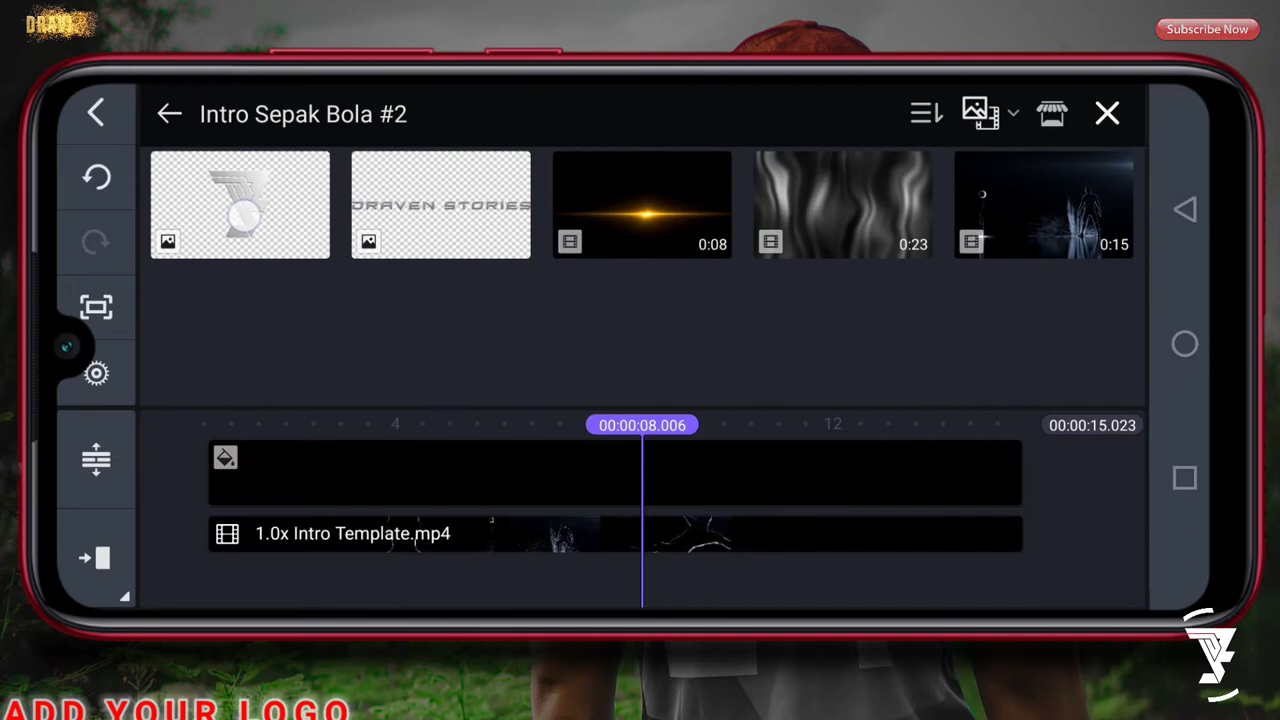 DRAV
Subscribe Now
Intro Sepak Bola #2
DRAVEN STORIES
0:08
0:23
0:15
4
00:00:08.006
12
00:00:15.023
1.0x Intro Template.mp4
ADD YOUR LOGO